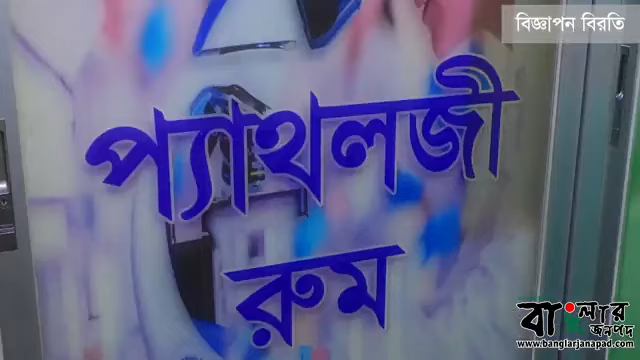 বিজ্ঞাপন বিরতি
প্যাথলজী
রুম
বাংলার
জনপদ
www.banglarjanapad.com